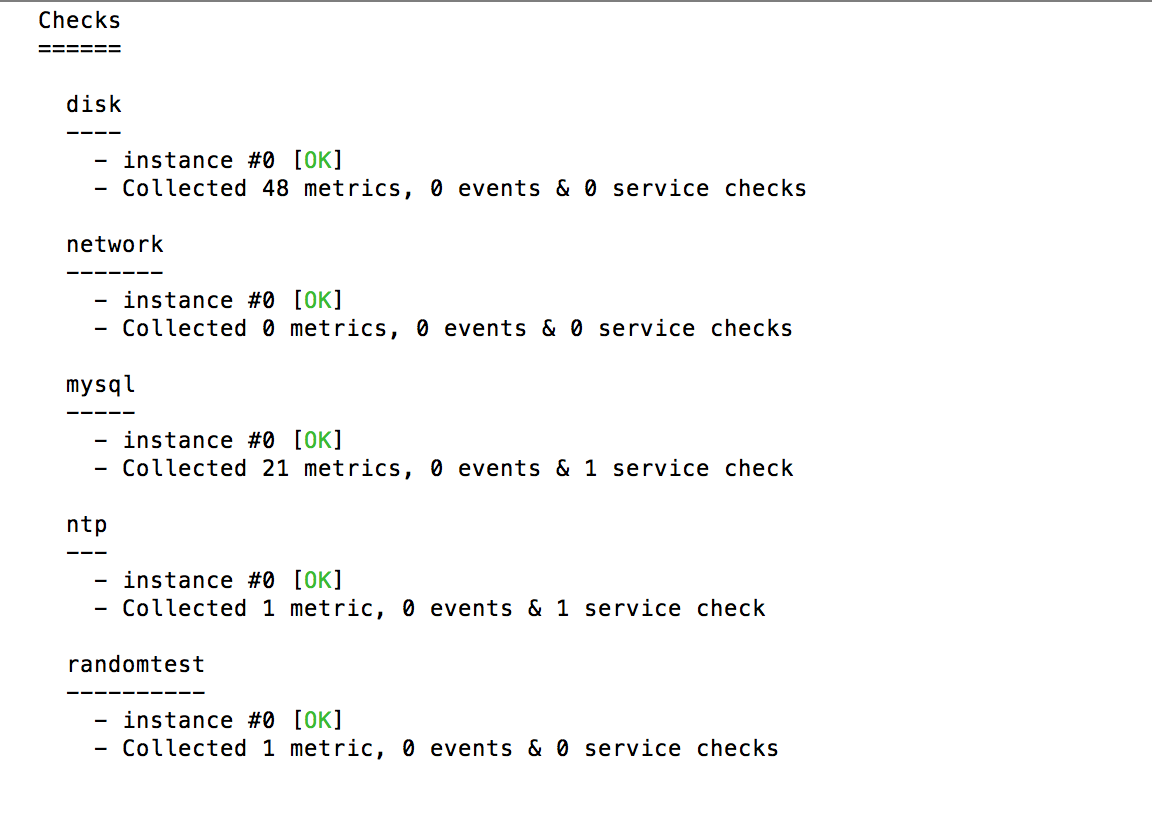 Checks
======
disk
----
- instance #0 [OK]
- Collected 48 metrics, 0 events & 0 service checks
network
-------
- instance #0 [OK]
- Collected 0 metrics, 0 events & 0 service checks
mysql
-----
- instance #0 [OK]
- Collected 21 metrics, 0 events & 1 service check
ntp
---
- instance #0 [OK]
- Collected 1 metric, 0 events & 1 service check
randomtest
----------
- instance #0 [OK]
- Collected 1 metric, 0 events & 0 service checks